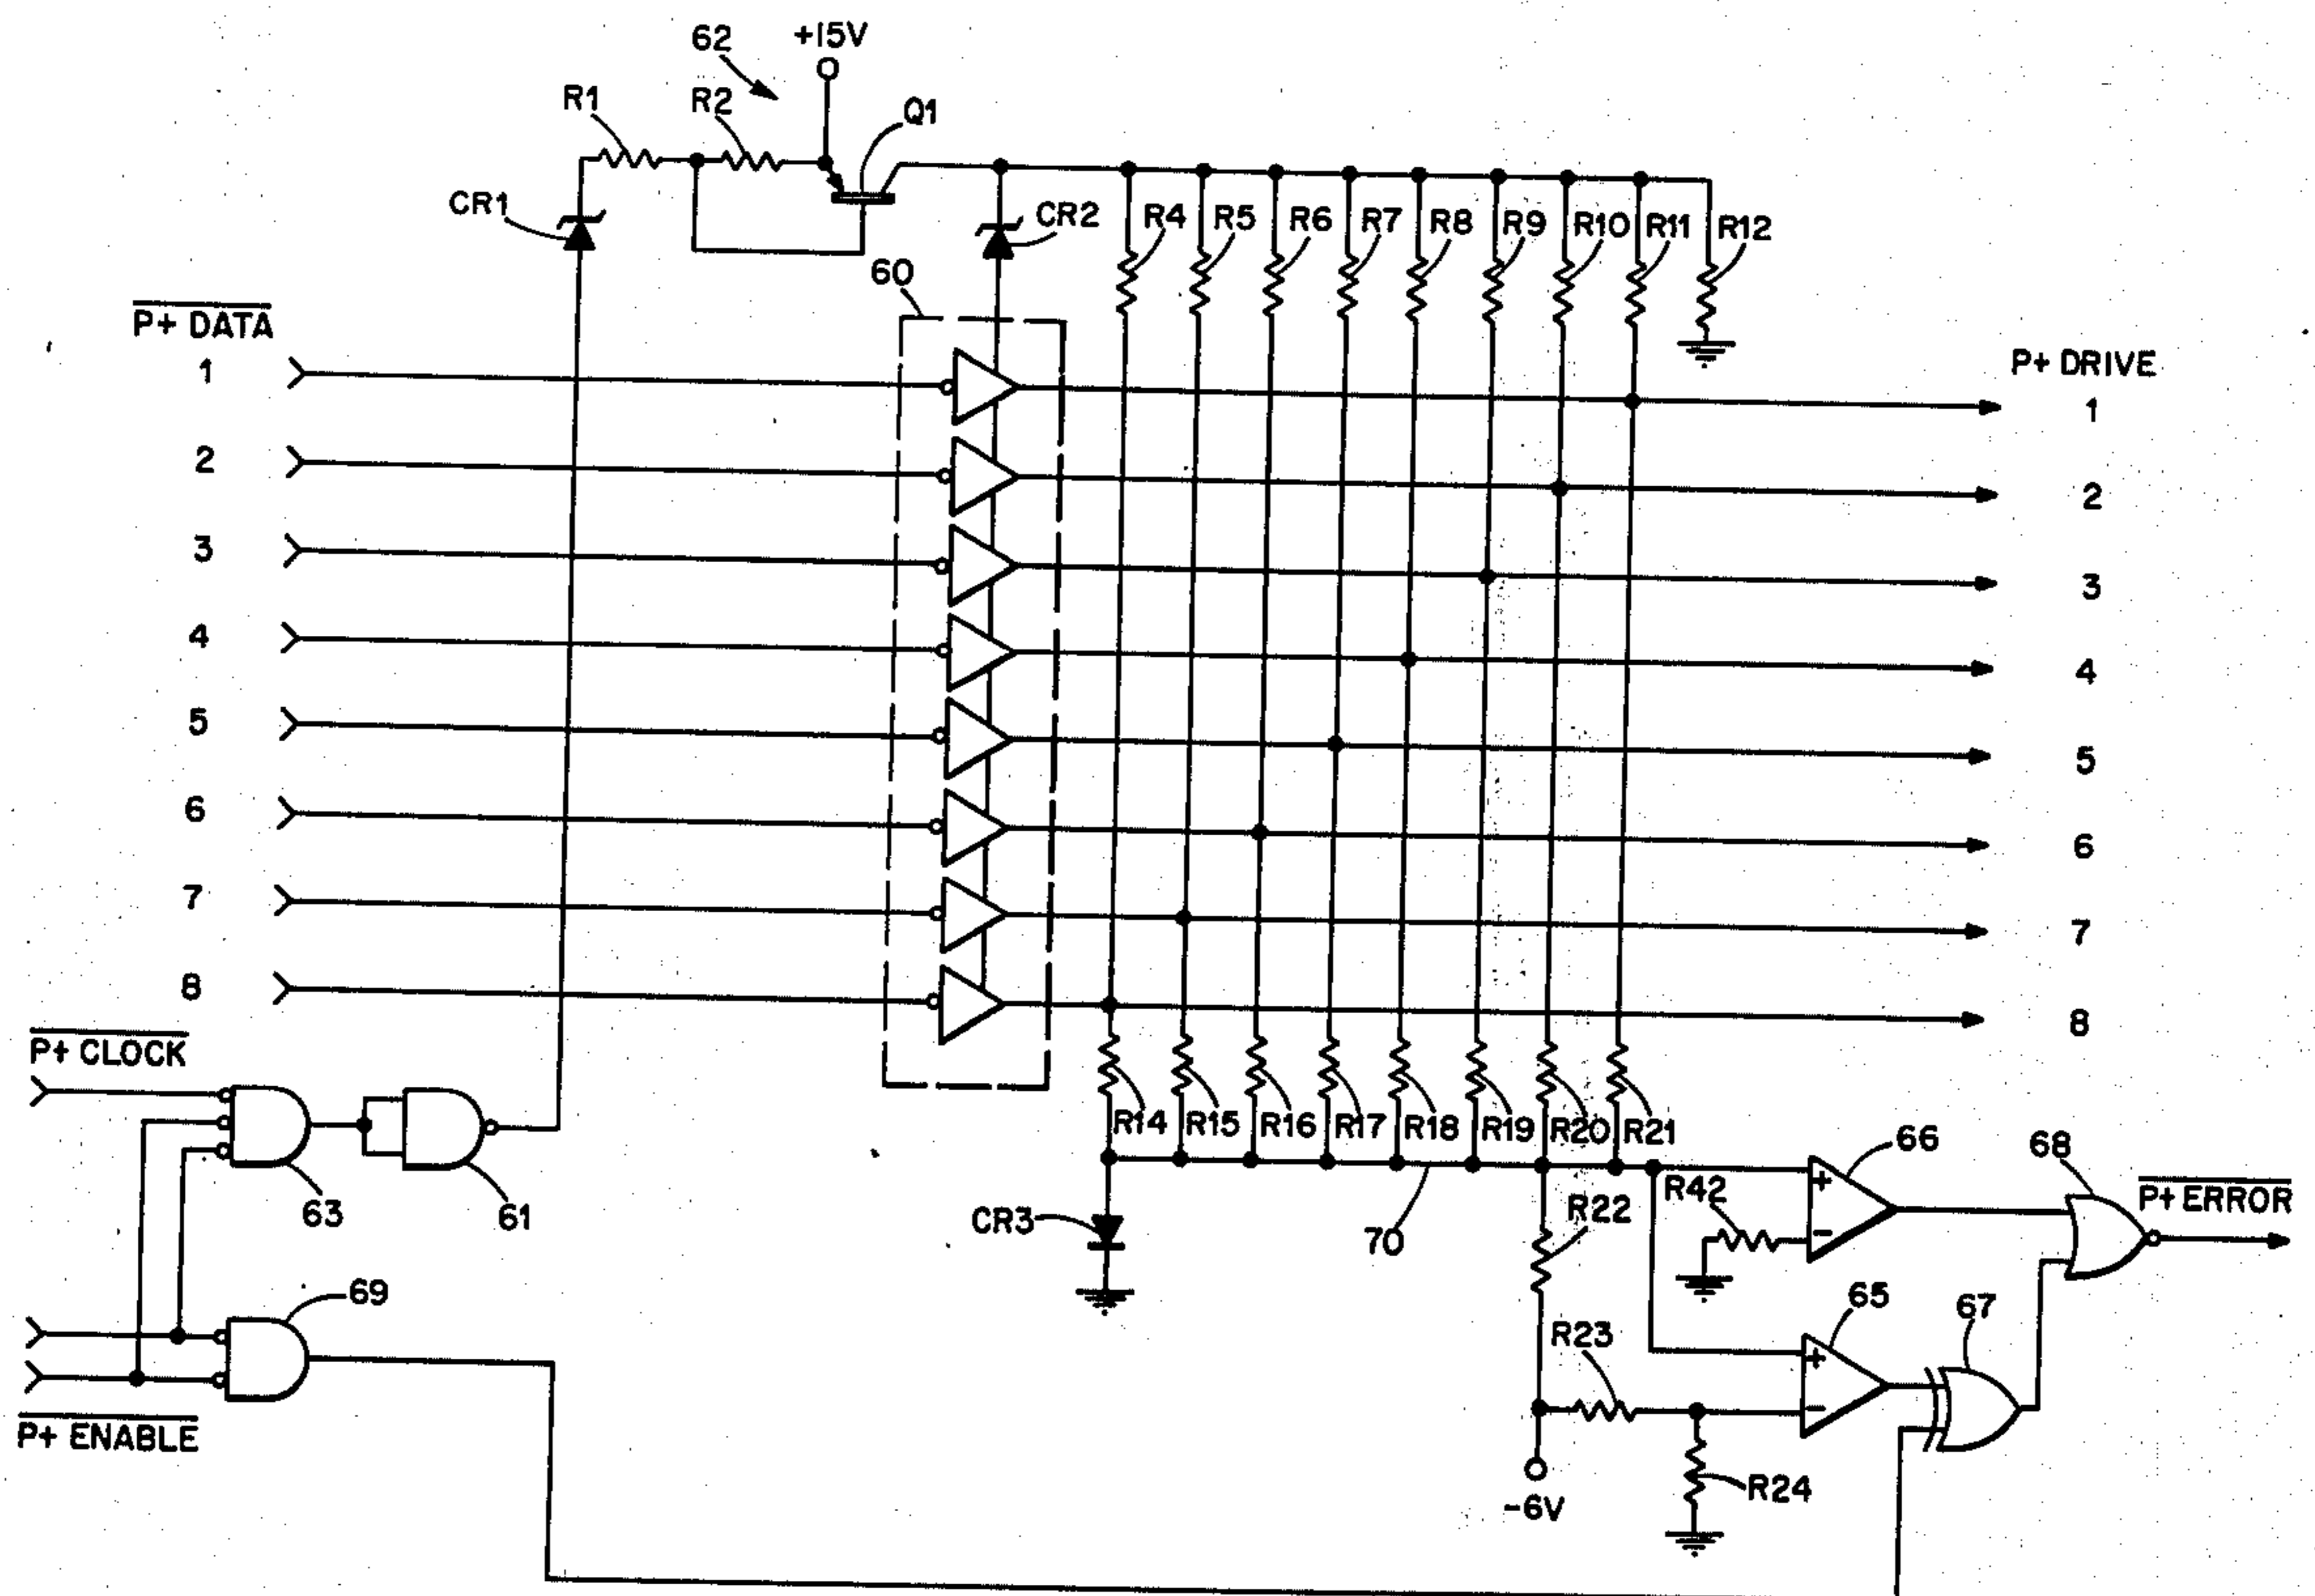 62
+15V
R1
R2
Q1
CR1
CR2
R4
R5
R6
R7
R8
R9
R10
R11
R12
60
P+ DATA
P+ DRIVE
1
1
2
2
3
3
4
4
5
5
6
6
7
7
8
8
P+ CLOCK
63
61
R14
R15
R16
R17
R18
R19
R20
R21
66
68
R42
P+ ERROR
CR3
70
R22
69
65
67
R23
P+ ENABLE
-6V
R24